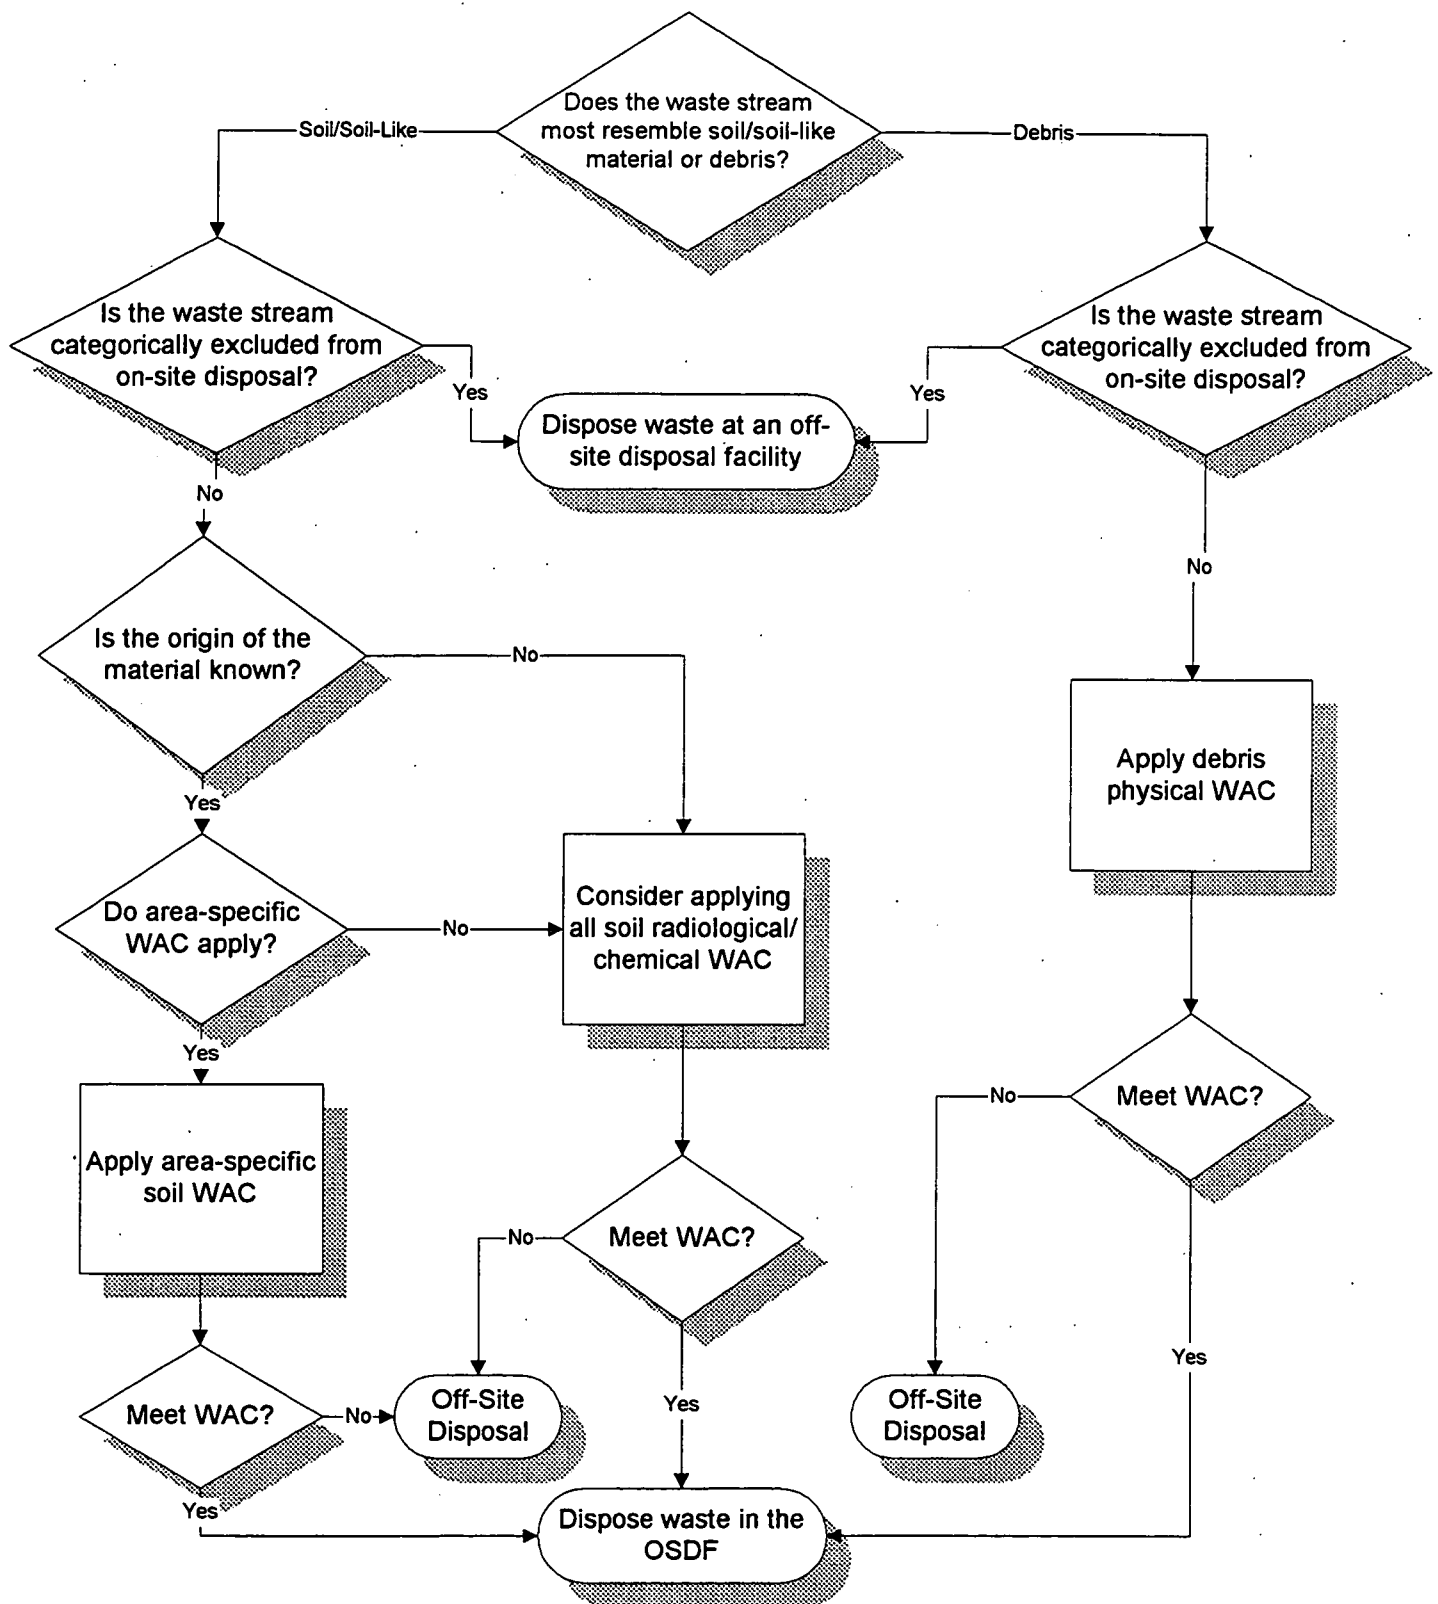 Does the waste stream
most resemble soil/soil-like
material or debris?
Soil/Soil-Like
Debris
Is the waste stream
categorically excluded from
on-site disposal?
Yes
Is the waste stream
categorically excluded from
on-site disposal?
Yes
Dispose waste at an off-
site disposal facility
No
No
Is the origin of the
material known?
No
Yes
Apply debris
physical WAC
Do area-specific
WAC apply?
No
Consider applying
all soil radiological/
chemical WAC
Yes
Meet WAC?
No
Apply area-specific
soil WAC
Meet WAC?
No
Yes
Yes
Meet WAC?
No
Off-Site
Disposal
Off-Site
Disposal
Yes
Dispose waste in the
OSDF